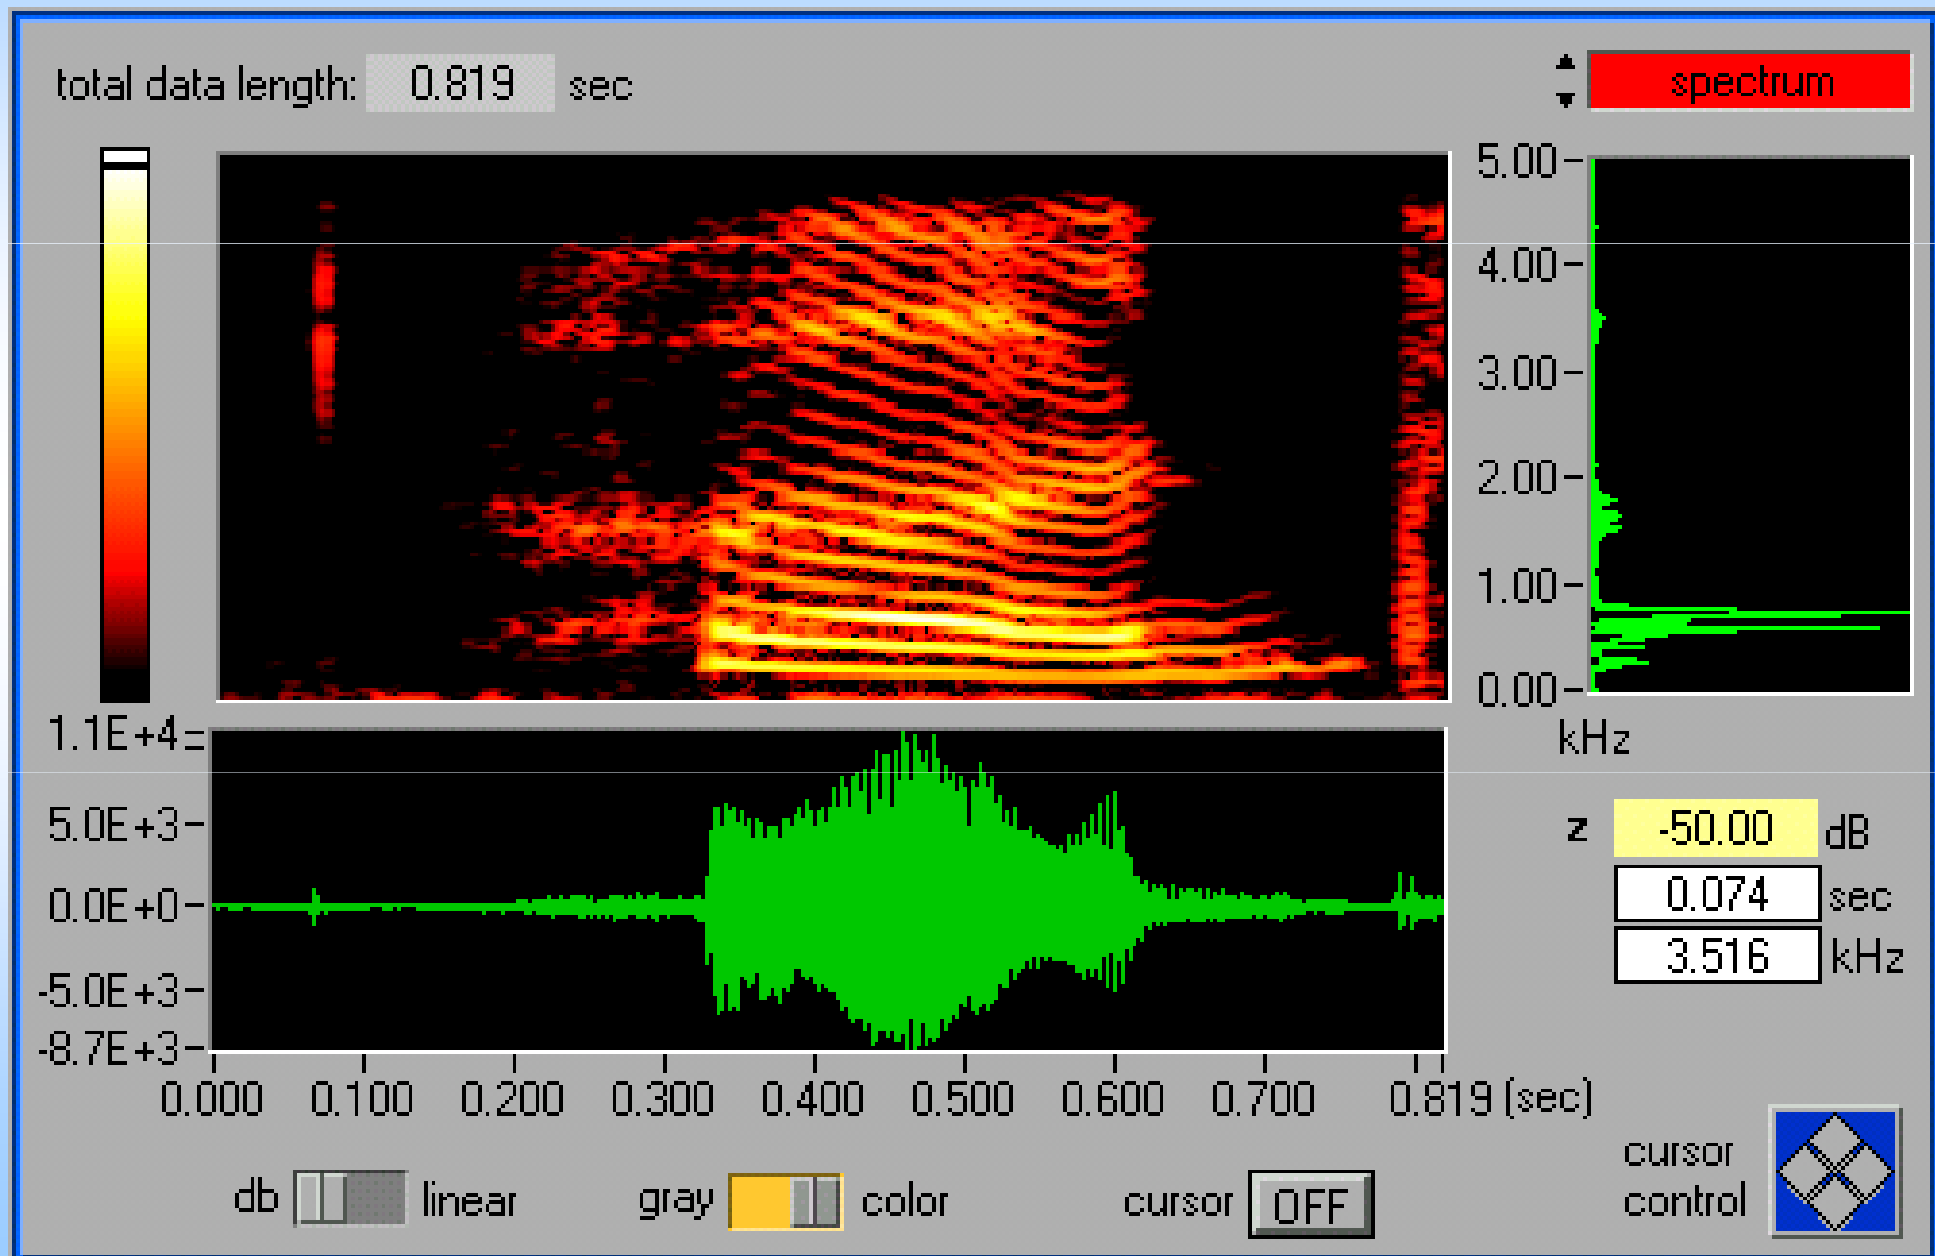 total data length: 0.819 sec
spectrum
5.00
4.00
3.00
2.00
1.00
0.00
kHz
1.1E+4
5.0E+3
0.0E+0
-5.0E+3
-8.7E+3
0.000 0.100 0.200 0.300 0.400 0.500 0.600 0.700 0.819 (sec)
z -50.00 dB
0.074 sec
3.516 kHz
db linear gray color cursor OFF
cursor
control